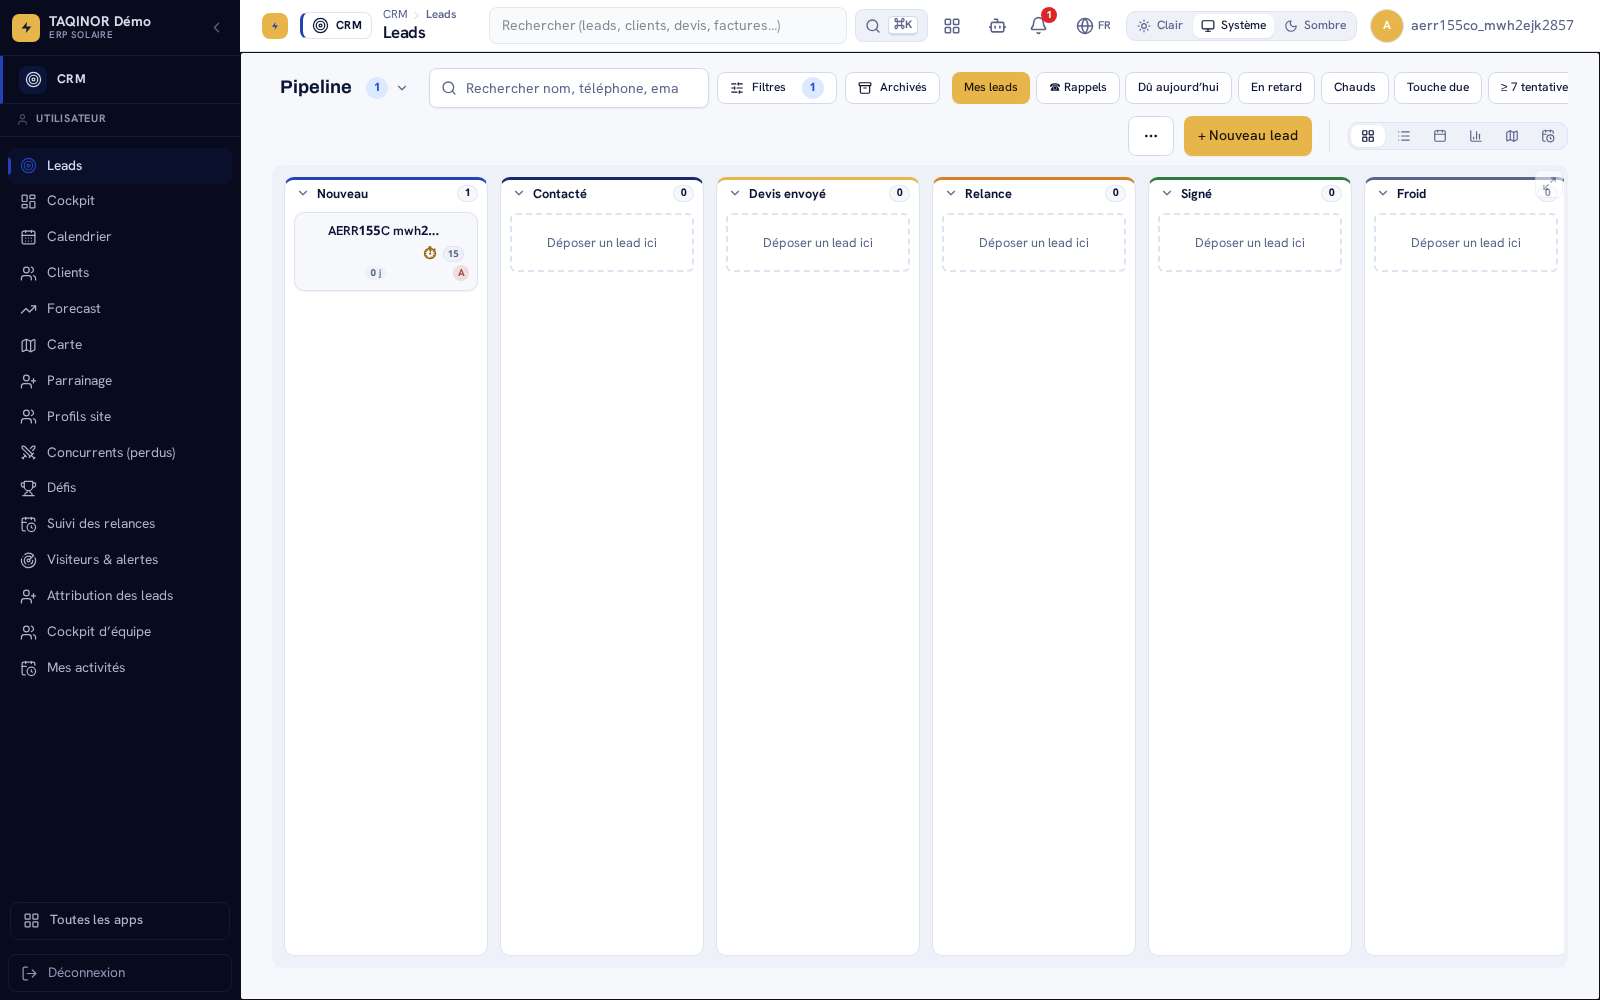 TAQINOR Démo
ERP SOLAIRE
CRM
UTILISATEUR
Leads
Cockpit
Calendrier
Clients
Forecast
Carte
Parrainage
Profils site
Concurrents (perdus)
Défis
Suivi des relances
Visiteurs & alertes
Attribution des leads
Cockpit d’équipe
Mes activités
Toutes les apps
Déconnexion
CRM
CRM Leads
Leads
Rechercher (leads, clients, devis, factures…)
⌘K
1
FR
Clair
Système
Sombre
A
aerr155co_mwh2ejk2857
Pipeline 1
Rechercher nom, téléphone, ema
Filtres 1
Archivés
Mes leads
☎ Rappels
Dû aujourd’hui
En retard
Chauds
Touche due
≥ 7 tentative
+ Nouveau lead
Nouveau 1
AERR155C mwh2…
15
0 j
A
Contacté 0
Déposer un lead ici
Devis envoyé 0
Déposer un lead ici
Relance 0
Déposer un lead ici
Signé 0
Déposer un lead ici
Froid 0
Déposer un lead ici